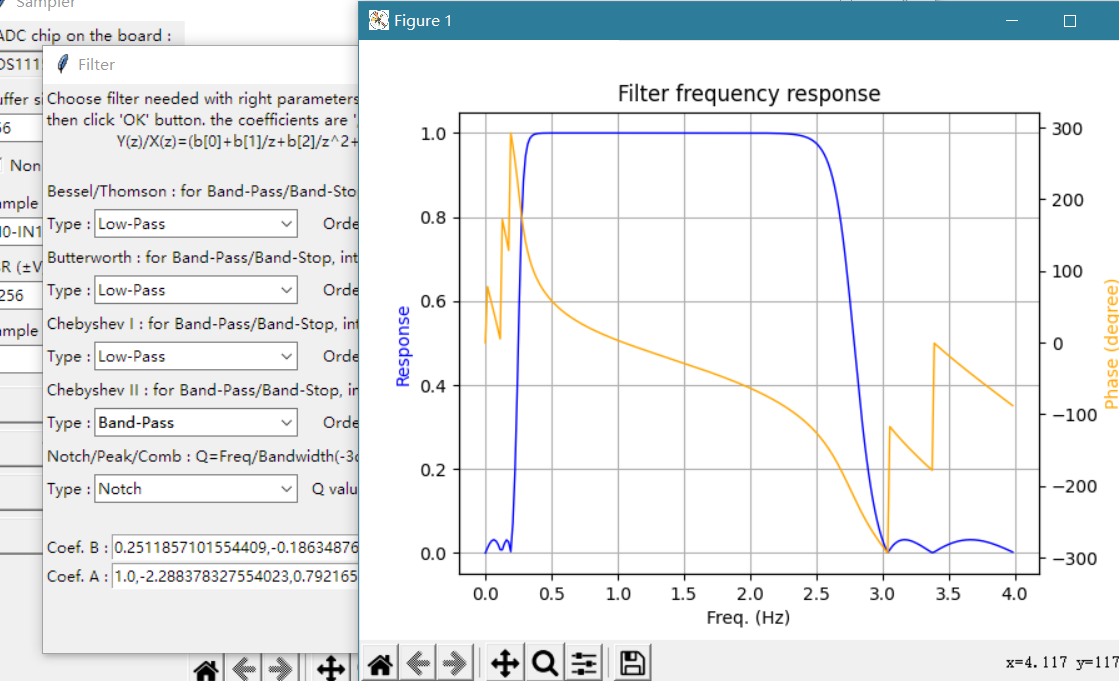 Sampler
ADC chip on the board :
Filter
Choose filter needed with right parameters
then click 'OK' button. the coefficients are '
Y(z)/X(z)=(b[0]+b[1]/z+b[2]/z^2+
Non
Bessel/Thomson : for Band-Pass/Band-Sto
Type : Low-Pass Orde
IN1
Butterworth : for Band-Pass/Band-Stop, int
R (±V
Type : Low-Pass Orde
256
Chebyshev I : for Band-Pass/Band-Stop, int
Type : Low-Pass Orde
Chebyshev II : for Band-Pass/Band-Stop, in
Type : Band-Pass Orde
Notch/Peak/Comb : Q=Freq/Bandwidth(-3d
Type : Notch Q valu
Coef. B : 0.2511857101554409,-0.18634876
Coef. A : 1.0,-2.288378327554023,0.792165
Figure 1
Filter frequency response
Response
1.0
0.8
0.6
0.4
0.2
0.0
300
200
100
0
−100
−200
−300
Phase (degree)
0.0 0.5 1.0 1.5 2.0 2.5 3.0 3.5 4.0
Freq. (Hz)
x=4.117 y=117